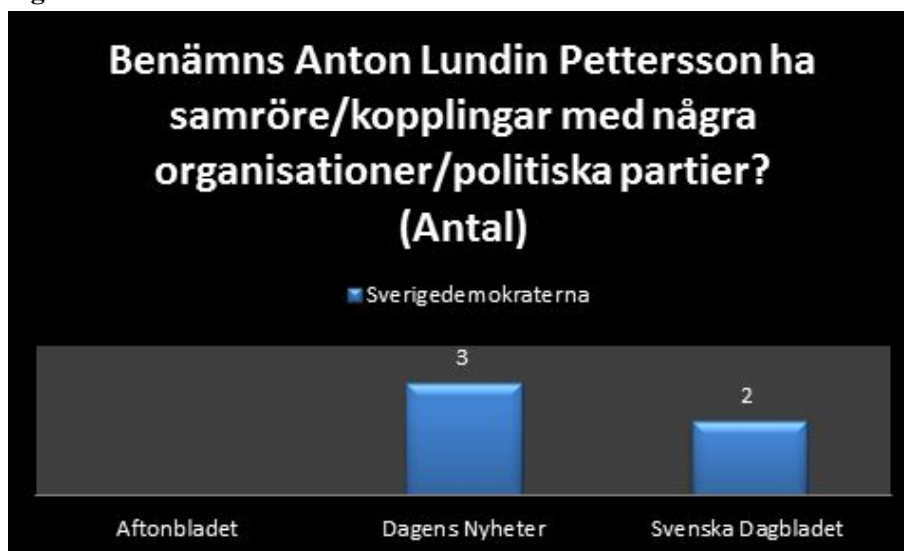 Benämns Anton Lundin Pettersson ha
samröre/kopplingar med några
organisationer/politiska partier?
(Antal)
Sverigedemokraterna
3
2
Aftonbladet
Dagens Nyheter
Svenska Dagbladet